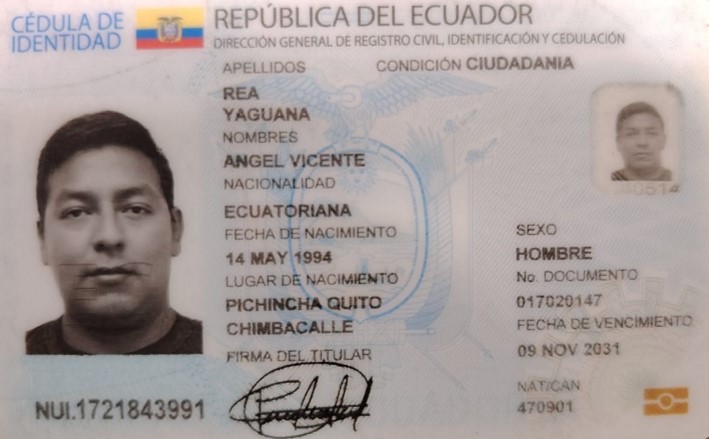 CÉDULA DE
IDENTIDAD
REPÚBLICA DEL ECUADOR
DIRECCIÓN GENERAL DE REGISTRO CIVIL, IDENTIFICACIÓN Y CEDULACIÓN
APELLIDOS
CONDICIÓN CIUDADANIA
REA
YAGUANA
NOMBRES
ANGEL VICENTE
NACIONALIDAD
ECUATORIANA
FECHA DE NACIMIENTO
14 MAY 1994
LUGAR DE NACIMIENTO
PICHINCHA QUITO
CHIMBACALLE
FIRMA DEL TITULAR
SEXO
HOMBRE
No. DOCUMENTO
017020147
FECHA DE VENCIMIENTO
09 NOV 2031
NAT/CAN
470901
NUI.1721843991